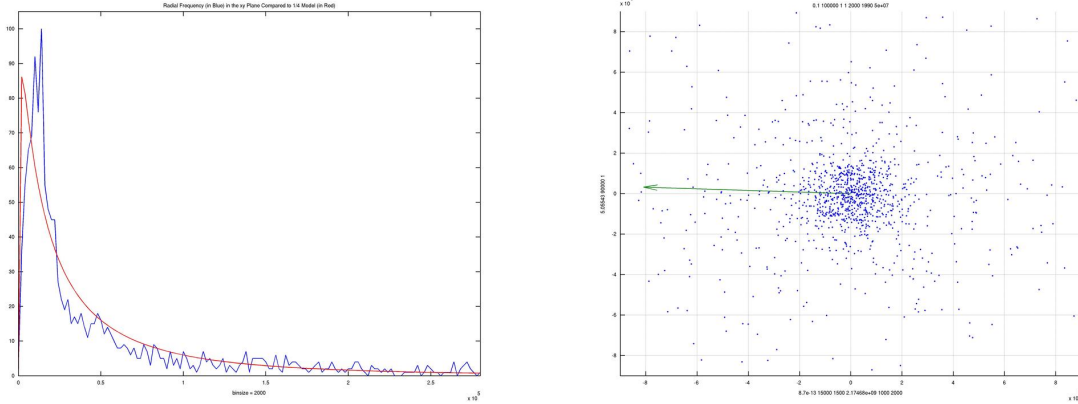 Radial Frequency (in Blue) in the xy Plane Compared to 1/4 Model (in Red)
100
90
80
70
60
50
40
30
20
10
0
0 0.5 1 1.5 2 2.5
x 10 5
binsize = 2000
x 10
0.1 100000 1 1 2000 1990 5e+07
8
6
4
2
0
-2
-4
-6
-8
-8 -6 -4 -2 0 2 4 6 8
x 10
8.7e-13 15000 1500 2.17468e+09 1000 2000